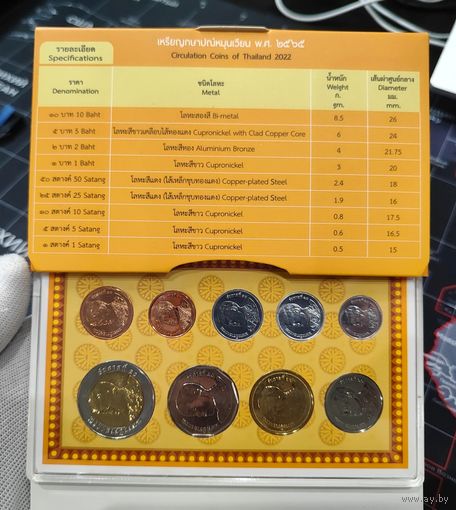 รายละเอียด
Specifications
เหรียญกษาปณ์หมุนเวียน พ.ศ. ๒๕๖๕
Circulation Coins of Thailand 2022
ราคา
Denomination
ชนิดโลหะ
Metal
น้ำหนัก
Weight
ก.
gm.
เส้นผ่าศูนย์กลาง
Diameter
มม.
mm.
๑๐ บาท 10 Baht โลหะสองสี Bi-metal 8.5 26
๕ บาท 5 Baht โลหะสีขาวเคลือบไส้ทองแดง Cupronickel with Clad Copper Core 6 24
๒ บาท 2 Baht โลหะสีทอง Aluminium Bronze 4 21.75
๑ บาท 1 Baht โลหะสีขาว Cupronickel 3 20
๕๐ สตางค์ 50 Satang โลหะสีแดง (ไส้เหล็กชุบทองแดง) Copper-plated Steel 2.4 18
๒๕ สตางค์ 25 Satang โลหะสีแดง (ไส้เหล็กชุบทองแดง) Copper-plated Steel 1.9 16
๑๐ สตางค์ 10 Satang โลหะสีขาว Cupronickel 0.8 17.5
๕ สตางค์ 5 Satang โลหะสีขาว Cupronickel 0.6 16.5
๑ สตางค์ 1 Satang โลหะสีขาว Cupronickel 0.5 15
www.ay.by